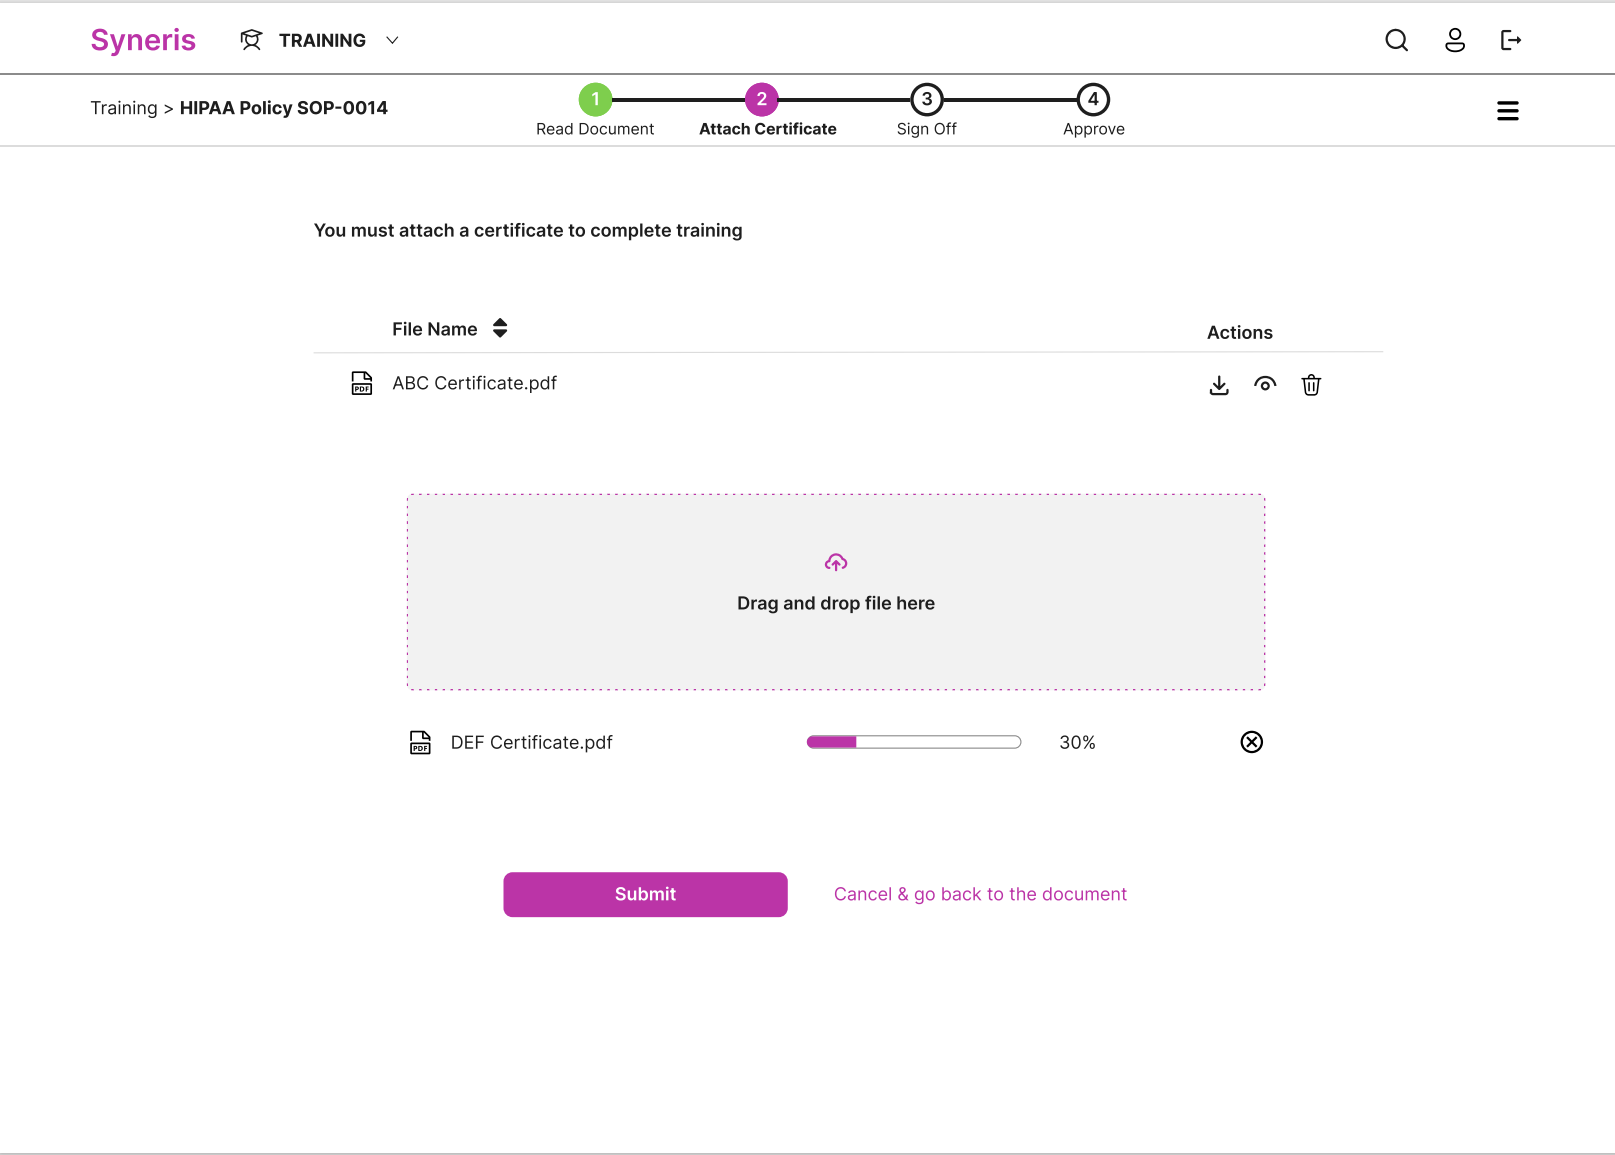 Syneris
TRAINING
Training > HIPAA Policy SOP-0014
1
Read Document
2
Attach Certificate
3
Sign Off
4
Approve
You must attach a certificate to complete training
File Name
Actions
PDF
ABC Certificate.pdf
Drag and drop file here
PDF
DEF Certificate.pdf
30%
Submit
Cancel & go back to the document